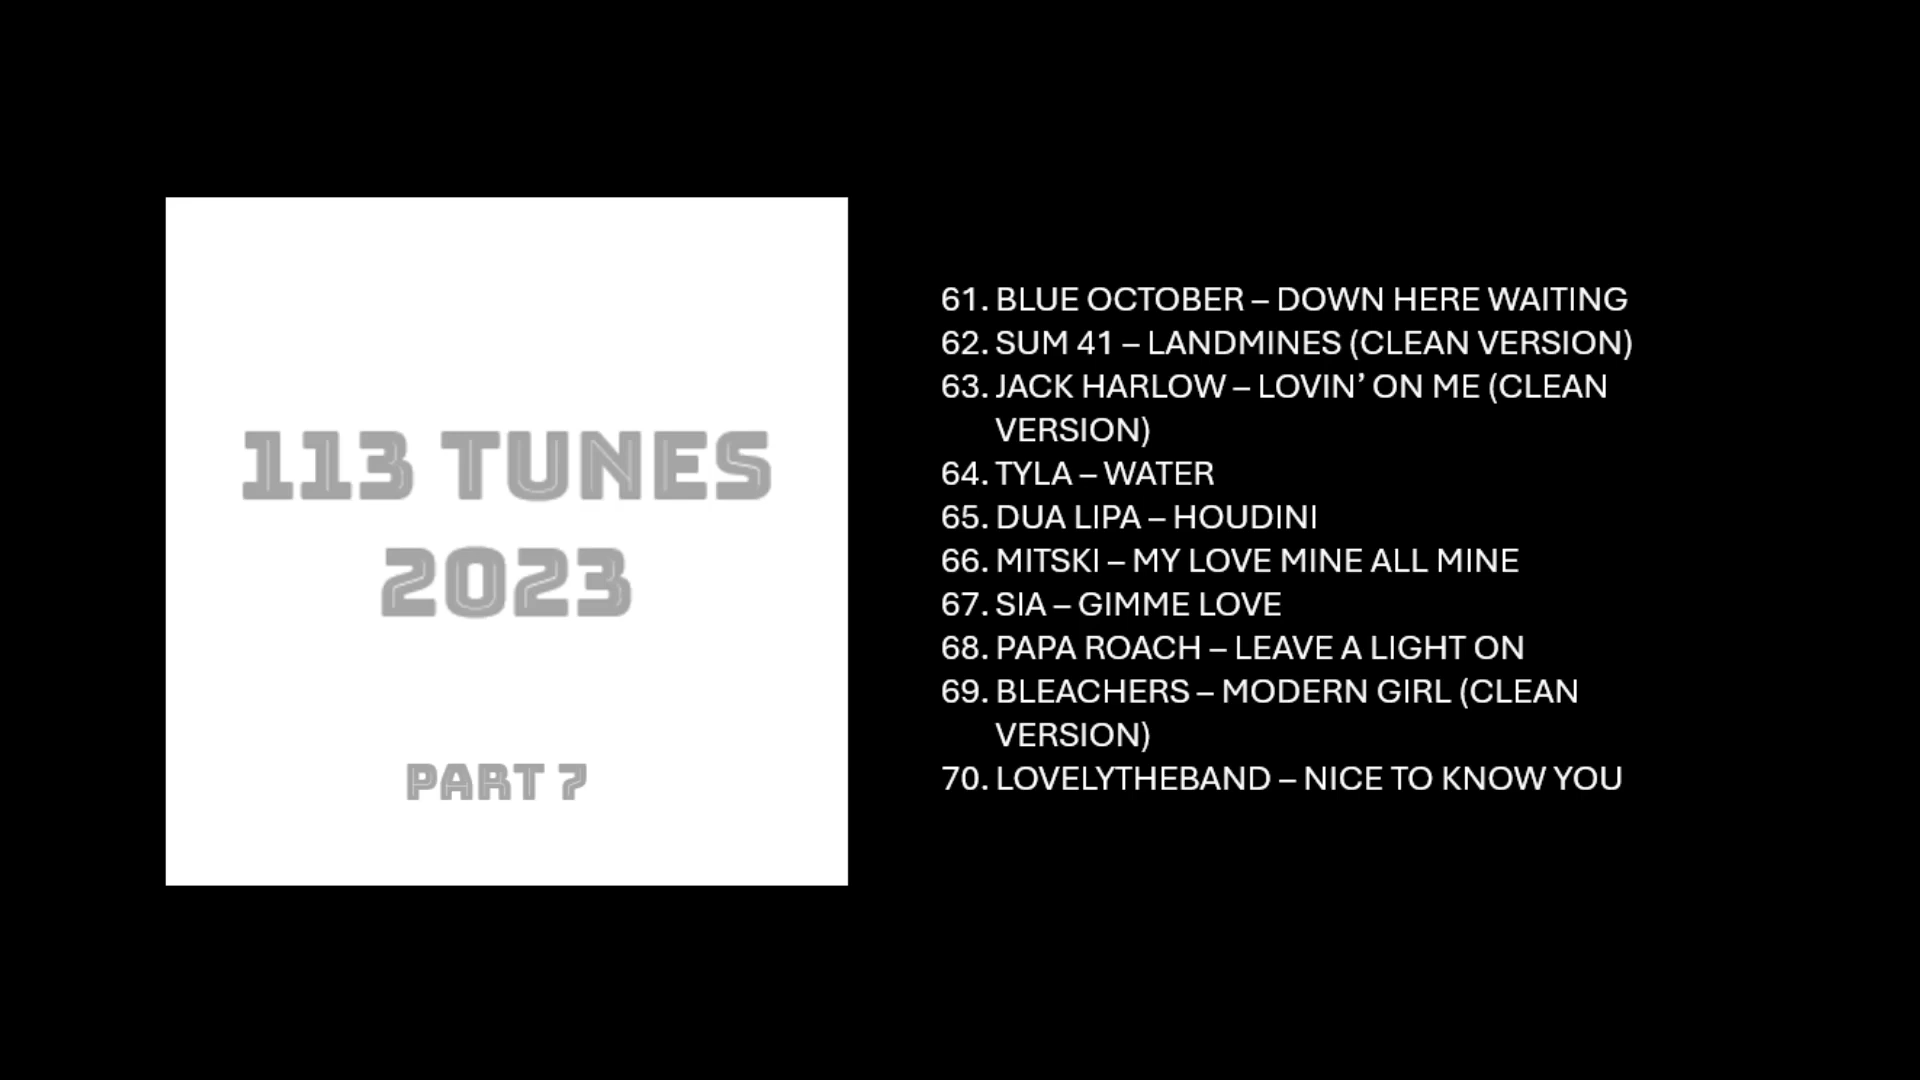 113 TUNES
2023
PART 7
61. BLUE OCTOBER – DOWN HERE WAITING
62. SUM 41 – LANDMINES (CLEAN VERSION)
63. JACK HARLOW – LOVIN’ ON ME (CLEAN
VERSION)
64. TYLA – WATER
65. DUA LIPA – HOUDINI
66. MITSKI – MY LOVE MINE ALL MINE
67. SIA – GIMME LOVE
68. PAPA ROACH – LEAVE A LIGHT ON
69. BLEACHERS – MODERN GIRL (CLEAN
VERSION)
70. LOVELYTHEBAND – NICE TO KNOW YOU